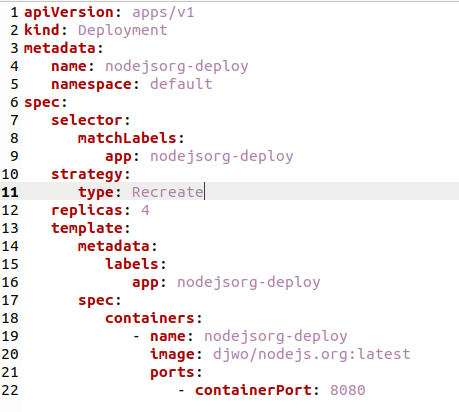 1 apiVersion: apps/v1
2 kind: Deployment
3 metadata:
4    name: nodejsorg-deploy
5    namespace: default
6 spec:
7    selector:
8       matchLabels:
9          app: nodejsorg-deploy
10    strategy:
11       type: Recreate
12    replicas: 4
13    template:
14       metadata:
15          labels:
16             app: nodejsorg-deploy
17       spec:
18          containers:
19             - name: nodejsorg-deploy
20               image: djwo/nodejs.org:latest
21               ports:
22                  - containerPort: 8080